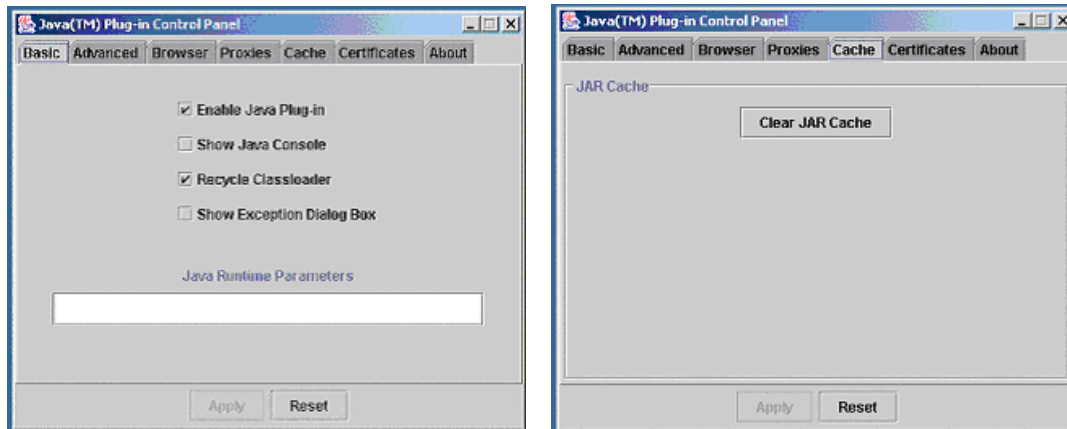 Java(TM) Plug-in Control Panel
Basic Advanced Browser Proxies Cache Certificates About
Enable Java Plug-in
Show Java Console
Recycle Classloader
Show Exception Dialog Box
Java Runtime Parameters
Apply Reset
Java(TM) Plug-in Control Panel
Basic Advanced Browser Proxies Cache Certificates About
JAR Cache
Clear JAR Cache
Apply Reset